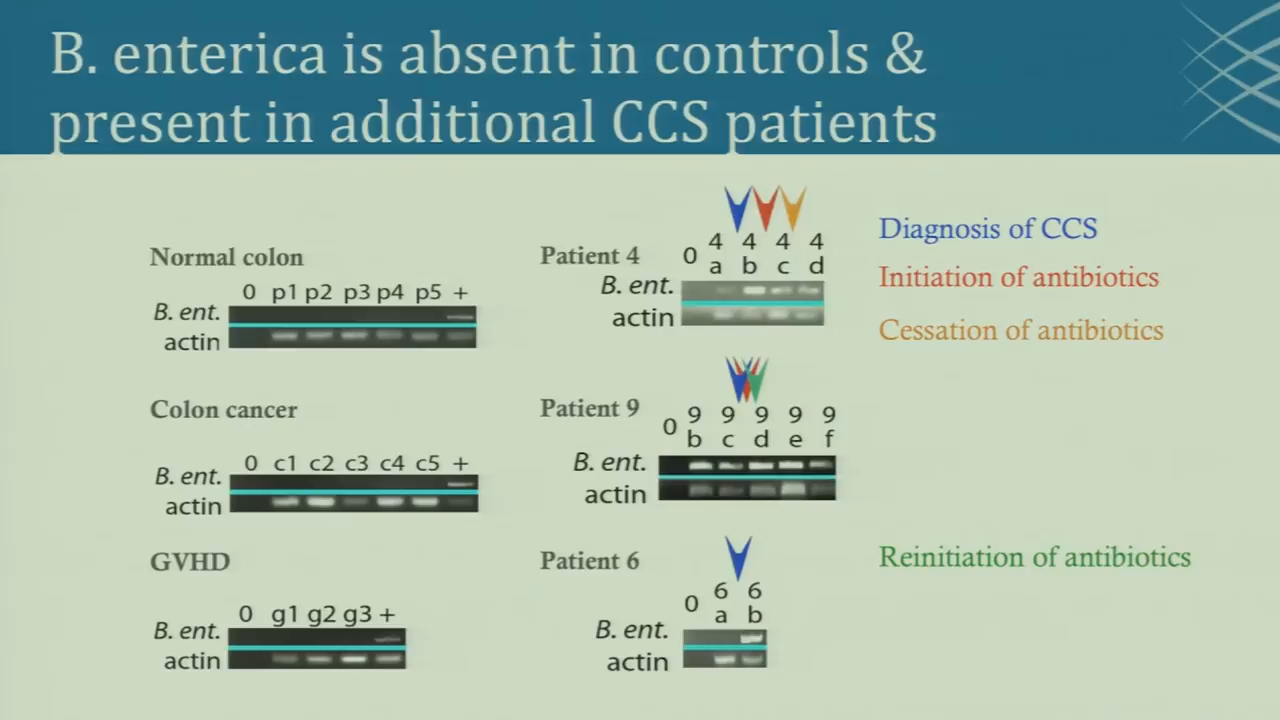 B. enterica is absent in controls &
present in additional CCS patients
Normal colon
0 p1 p2 p3 p4 p5 +
B. ent.
actin
Colon cancer
0 c1 c2 c3 c4 c5 +
B. ent.
actin
GVHD
0 g1 g2 g3 +
B. ent.
actin
Patient 4
0 4 4 4 4
a b c d
B. ent.
actin
Patient 9
0 9 9 9 9 9
b c d e f
B. ent.
actin
Patient 6
0 6 6
a b
B. ent.
actin
Diagnosis of CCS
Initiation of antibiotics
Cessation of antibiotics
Reinitiation of antibiotics